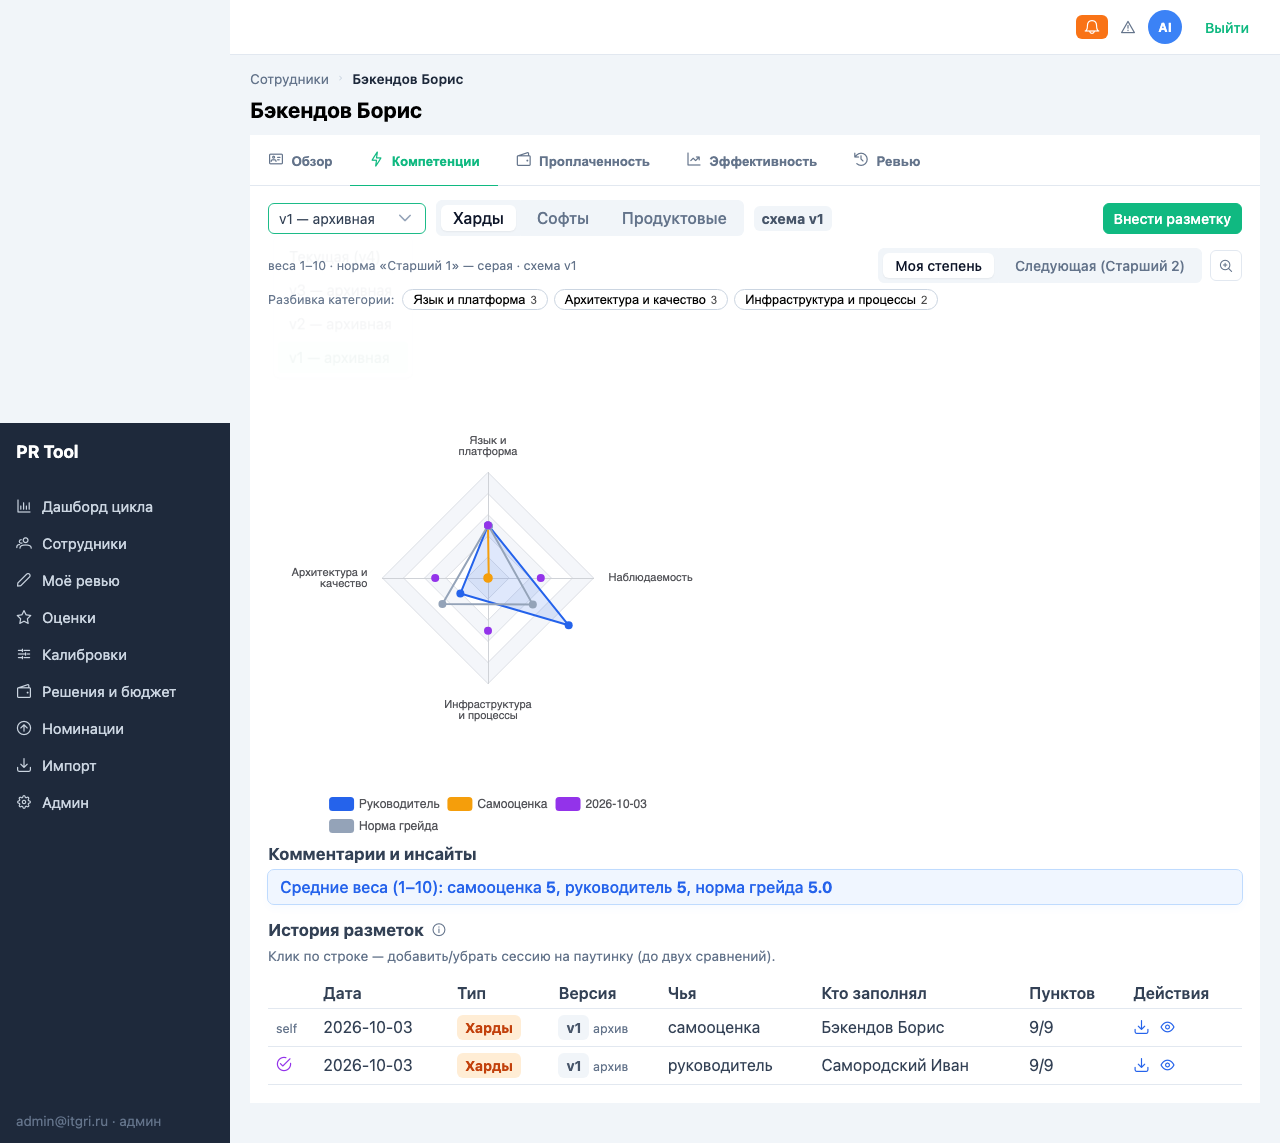 AI
Выйти
Сотрудники
Бэкендов Борис
Бэкендов Борис
Обзор
Компетенции
Проплаченность
Эффективность
Ревью
v1 — архивная
Харды
Софты
Продуктовые
схема v1
Внести разметку
веса 1–10 · норма «Старший 1» — серая · схема v1
Моя степень
Следующая (Старший 2)
Разбивка категории:
Язык и платформа 3
Архитектура и качество 3
Инфраструктура и процессы 2
v2 — архивная
v1 — архивная
PR Tool
Дашборд цикла
Сотрудники
Моё ревью
Оценки
Калибровки
Решения и бюджет
Номинации
Импорт
Админ
admin@itgri.ru · админ
Язык и
платформа
Архитектура и
качество
Наблюдаемость
Инфраструктура
и процессы
Руководитель
Самооценка
2026-10-03
Норма грейда
Комментарии и инсайты
Средние веса (1–10): самооценка 5, руководитель 5, норма грейда 5.0
История разметок
Клик по строке — добавить/убрать сессию на паутинку (до двух сравнений).
Дата Тип Версия Чья Кто заполнял Пунктов Действия
self 2026-10-03 Харды v1 архив самооценка Бэкендов Борис 9/9
2026-10-03 Харды v1 архив руководитель Самородский Иван 9/9